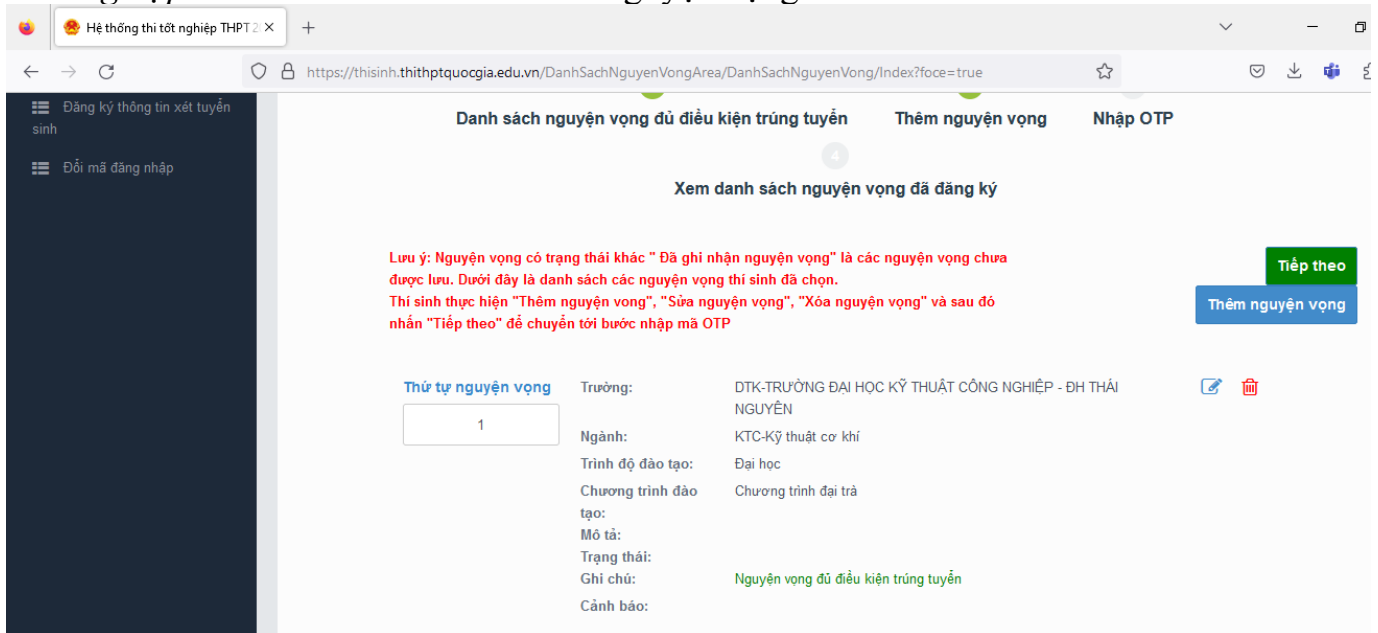 Hệ thống thi tốt nghiệp THPT 2
https://thisinh.thithptquocgia.edu.vn/DanhSachNguyenVongArea/DanhSachNguyenVong/Index?foce=true
Đăng ký thông tin xét tuyển
sinh
Đổi mã đăng nhập
Danh sách nguyện vọng đủ điều kiện trúng tuyển Thêm nguyện vọng Nhập OTP
4
Xem danh sách nguyện vọng đã đăng ký
Lưu ý: Nguyện vọng có trạng thái khác " Đã ghi nhận nguyện vọng" là các nguyện vọng chưa
được lưu. Dưới đây là danh sách các nguyện vọng thí sinh đã chọn.
Thí sinh thực hiện "Thêm nguyện vong", "Sửa nguyện vọng", "Xóa nguyện vọng" và sau đó
nhấn "Tiếp theo" để chuyển tới bước nhập mã OTP
Tiếp theo
Thêm nguyện vọng
Thứ tự nguyện vọng
1
Trường: DTK-TRƯỜNG ĐẠI HỌC KỸ THUẬT CÔNG NGHIỆP - ĐH THÁI
NGUYÊN
Ngành: KTC-Kỹ thuật cơ khí
Trình độ đào tạo: Đại học
Chương trình đào Chương trình đại trà
tạo:
Mô tả:
Trạng thái:
Ghi chú: Nguyện vọng đủ điều kiện trúng tuyển
Cảnh báo: